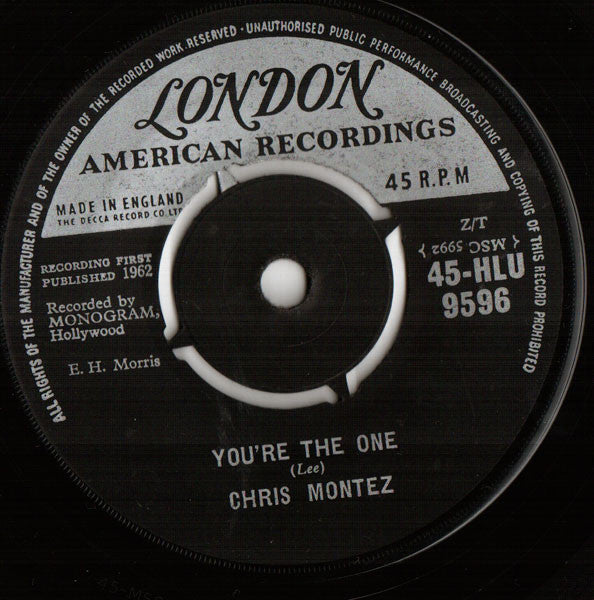 ALL RIGHTS OF THE MANUFACTURER AND OF THE OWNER OF THE RECORDED WORK RESERVED · UNAUTHORISED PUBLIC PERFORMANCE BROADCASTING AND COPYING OF THIS RECORD PROHIBITED
LONDON
AMERICAN RECORDINGS
MADE IN ENGLAND
THE DECCA RECORD CO. LTD
45 R.P.M
RECORDING FIRST
PUBLISHED 1962
Recorded by
MONOGRAM,
Hollywood
E. H. Morris
Z/T
{ MSC 5992 }
45-HLU
9596
YOU'RE THE ONE
(Lee)
CHRIS MONTEZ